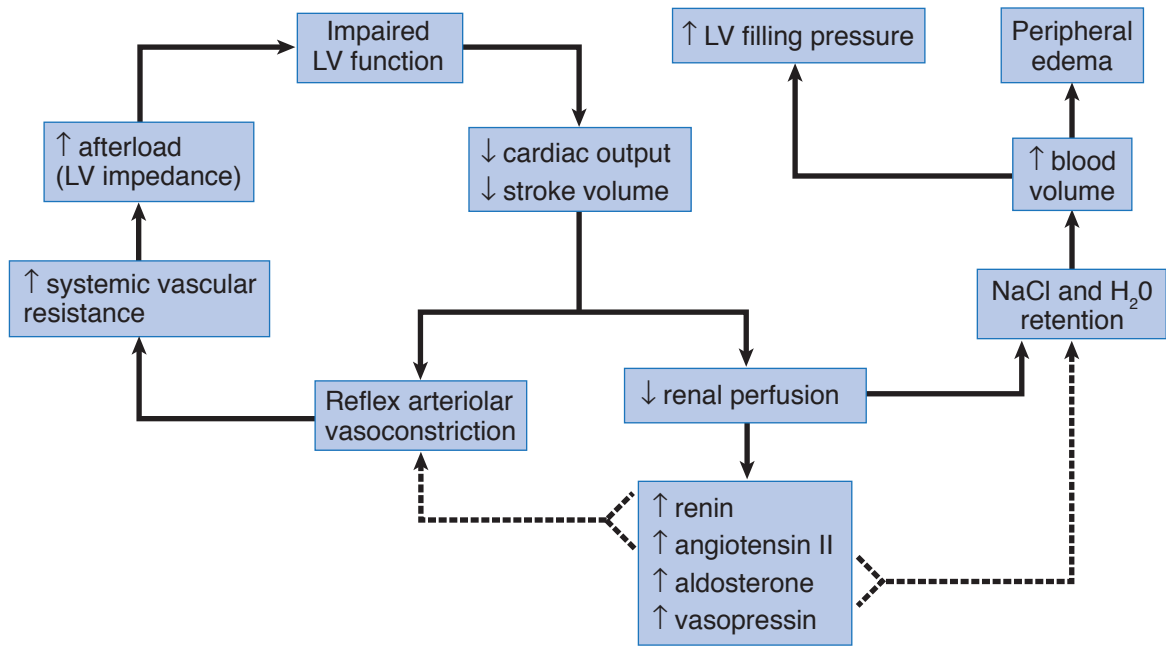 Impaired
LV function
↑ LV filling pressure
Peripheral
edema
↑ afterload
(LV impedance)
↓ cardiac output
↓ stroke volume
↑ blood
volume
↑ systemic vascular
resistance
NaCl and H₂0
retention
Reflex arteriolar
vasoconstriction
↓ renal perfusion
↑ renin
↑ angiotensin II
↑ aldosterone
↑ vasopressin